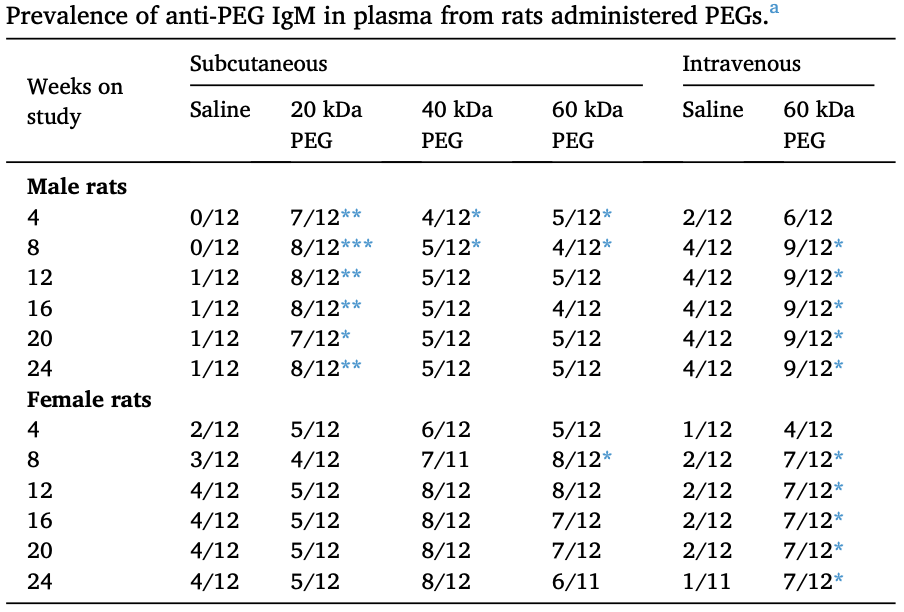 Prevalence of anti-PEG IgM in plasma from rats administered PEGs.a
Weeks on study Subcutaneous Intravenous
Saline 20 kDa PEG 40 kDa PEG 60 kDa PEG Saline 60 kDa PEG
Male rats
4 0/12 7/12** 4/12* 5/12* 2/12 6/12
8 0/12 8/12*** 5/12* 4/12* 4/12 9/12*
12 1/12 8/12** 5/12 5/12 4/12 9/12*
16 1/12 8/12** 5/12 4/12 4/12 9/12*
20 1/12 7/12* 5/12 5/12 4/12 9/12*
24 1/12 8/12** 5/12 5/12 4/12 9/12*
Female rats
4 2/12 5/12 6/12 5/12 1/12 4/12
8 3/12 4/12 7/11 8/12* 2/12 7/12*
12 4/12 5/12 8/12 8/12 2/12 7/12*
16 4/12 5/12 8/12 7/12 2/12 7/12*
20 4/12 5/12 8/12 7/12 2/12 7/12*
24 4/12 5/12 8/12 6/11 1/11 7/12*